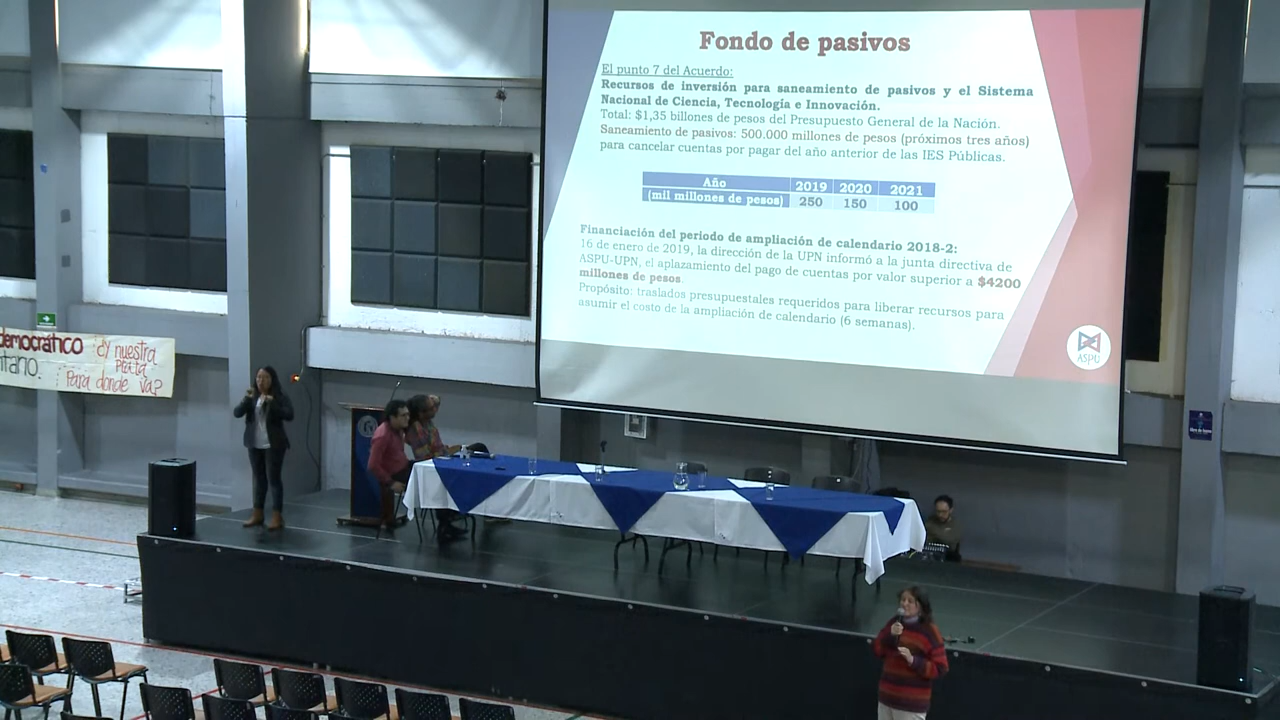 Fondo de pasivos
El punto 7 del Acuerdo:
Recursos de inversión para saneamiento de pasivos y el Sistema
Nacional de Ciencia, Tecnología e Innovación.
Total: $1,35 billones de pesos del Presupuesto General de la Nación.
Saneamiento de pasivos: 500.000 millones de pesos (próximos tres años)
para cancelar cuentas por pagar del año anterior de las IES Públicas.
Año 2019 2020 2021
(mil millones de pesos) 250 150 100
Financiación del periodo de ampliación de calendario 2018-2:
16 de enero de 2019, la dirección de la UPN informó a la junta directiva de
ASPU-UPN, el aplazamiento del pago de cuentas por valor superior a $4200
millones de pesos.
Propósito: traslados presupuestales requeridos para liberar recursos para
asumir el costo de la ampliación de calendario (6 semanas).
ASPU
democrático
¿y nuestra
plata
Para donde va?